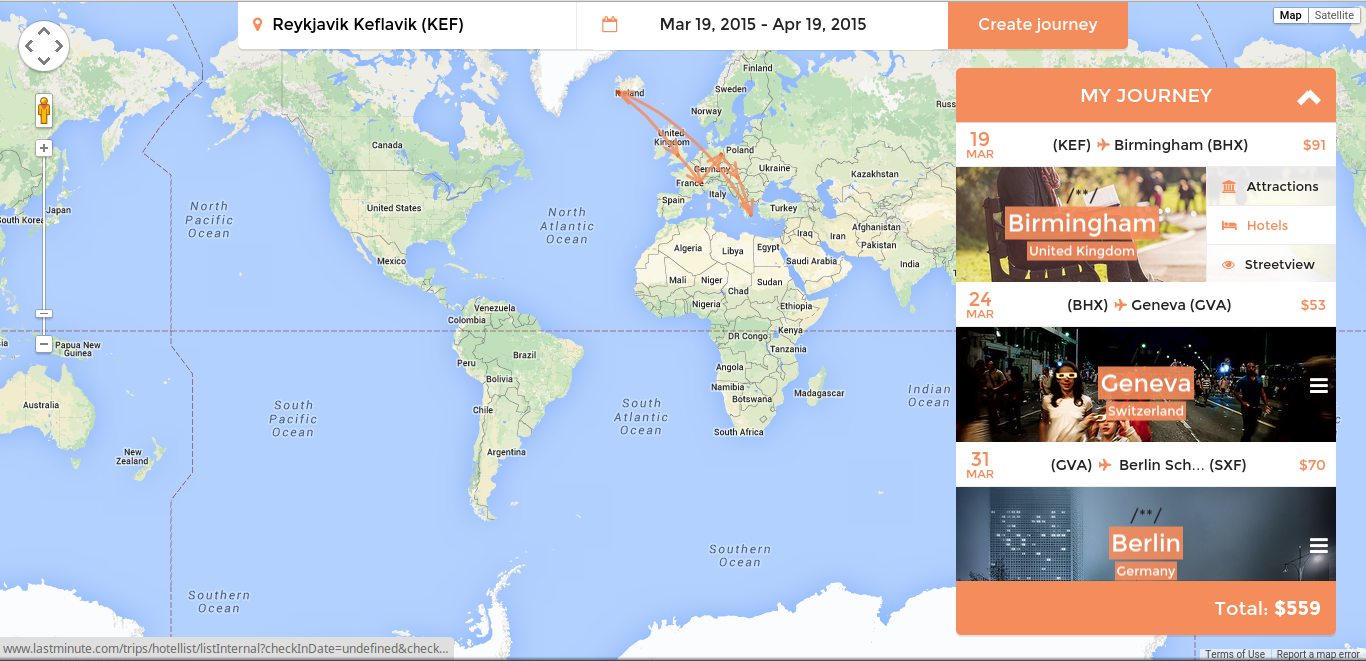 Reykjavik Keflavik (KEF)
Mar 19, 2015 - Apr 19, 2015
Create journey
Map
Satellite
MY JOURNEY
19
MAR
(KEF) Birmingham (BHX)
$91
/**/
Birmingham
United Kingdom
Attractions
Hotels
Streetview
24
MAR
(BHX) Geneva (GVA)
$53
Geneva
Switzerland
31
MAR
(GVA) Berlin Sch... (SXF)
$70
/**/
Berlin
Germany
Total: $559
Finland
Sweden
Norway
Russ
Iceland
United
Kingdom
Poland
Germany
Ukraine
Kazakhstan
France
Italy
Spain
Turkey
Canada
United States
Mexico
North
Pacific
Ocean
North
Atlantic
Ocean
Japan
outh Korea
Iraq
Iran
Afghanistan
Pakistan
India
Algeria
Libya
Egypt
Saudi Arabia
Mali
Niger
Chad
Sudan
Nigeria
Ethiopia
Kenya
DR Congo
Tanzania
Angola
Namibia
Botswana
Madagascar
South Africa
Venezuela
Colombia
Peru
Brazil
Bolivia
Chile
Argentina
ia
Papua New
Guinea
Australia
New
Zealand
South
Pacific
Ocean
South
Atlantic
Ocean
Indian
Ocean
Southern
Ocean
Southern
Ocean
www.lastminute.com/trips/hotellist/listInternal?checkInDate=undefined&check...
Terms of Use
Report a map error